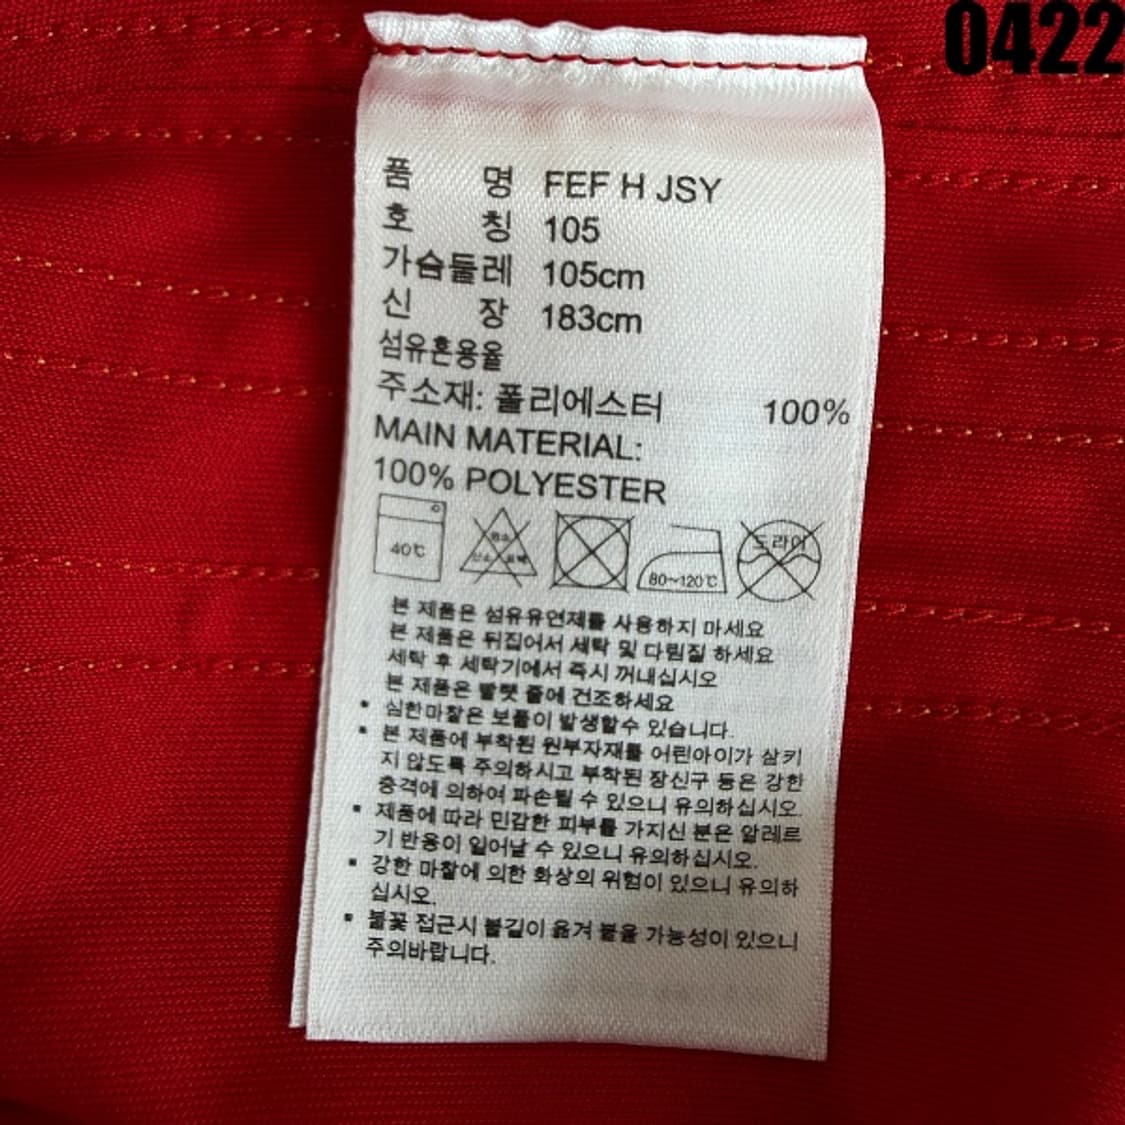 0422
품 명 FEF H JSY
호 칭 105
가슴둘레 105cm
신 장 183cm
섬유혼용율
주소재: 폴리에스터 100%
MAIN MATERIAL:
100% POLYESTER
40℃ 염소 산소 표백 80~120℃ 드라이
본 제품은 섬유유연제를 사용하지 마세요
본 제품은 뒤집어서 세탁 및 다림질 하세요
세탁 후 세탁기에서 즉시 꺼내십시오
본 제품은 빨랫 줄에 건조하세요
▪ 심한마찰은 보풀이 발생할수 있습니다.
▪ 본 제품에 부착된 원부자재를 어린아이가 삼키
지 않도록 주의하시고 부착된 장신구 등은 강한
충격에 의하여 파손될 수 있으니 유의하십시오.
▪ 제품에 따라 민감한 피부를 가지신 분은 알레르
기 반응이 일어날 수 있으니 유의하십시오.
▪ 강한 마찰에 의한 화상의 위험이 있으니 유의하
십시오.
▪ 불꽃 접근시 불길이 옮겨 붙을 가능성이 있으니
주의바랍니다.